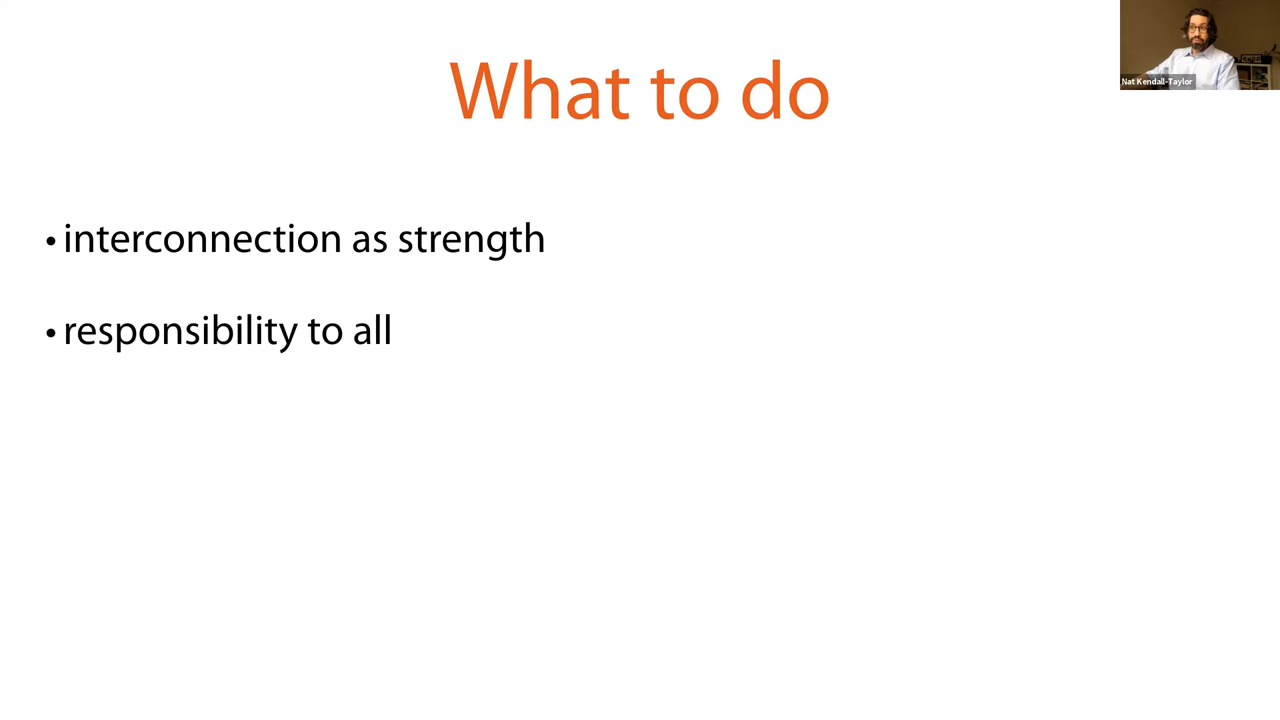 What to do
• interconnection as strength
• responsibility to all
Nat Kendall-Taylor